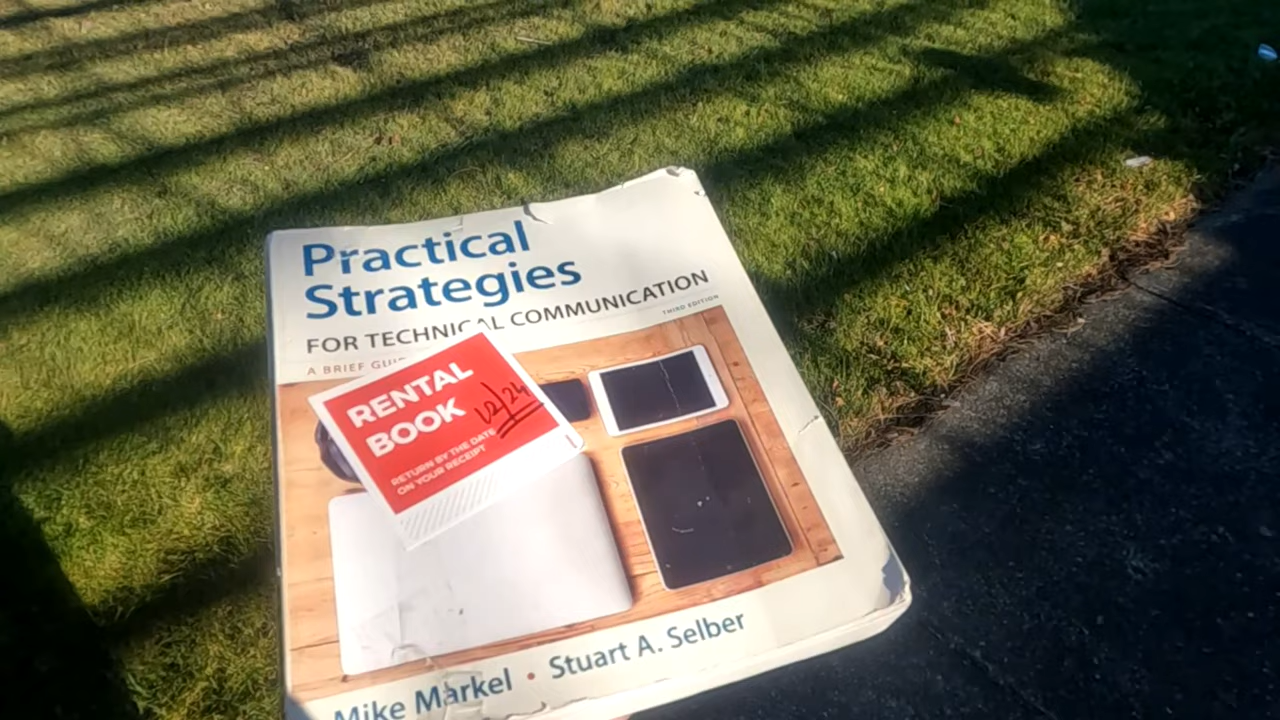 Practical
Strategies
FOR TECHNICAL COMMUNICATION
THIRD EDITION
A BRIEF
RENTAL
BOOK
12/24
RETURN BY THE DATE
ON YOUR RECEIPT
Mike Markel • Stuart A. Selber